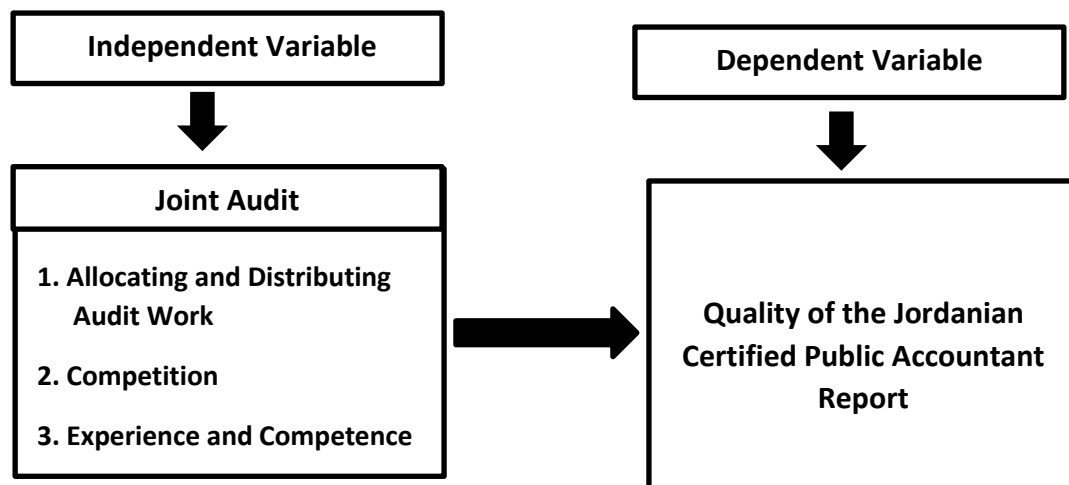 Independent Variable
Dependent Variable
Joint Audit
1. Allocating and Distributing
Audit Work
2. Competition
3. Experience and Competence
Quality of the Jordanian
Certified Public Accountant
Report